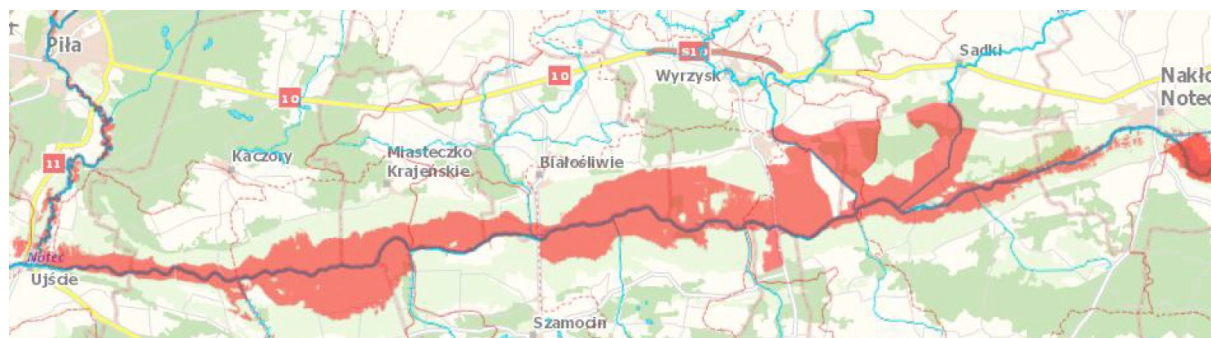 Piła
10
10
S10
11
Wyrzysk
Sadki
Nakło
Notec
Kaczory
Miasteczko
Krajeńskie
Białośliwie
Noteć
Ujście
Szamocin